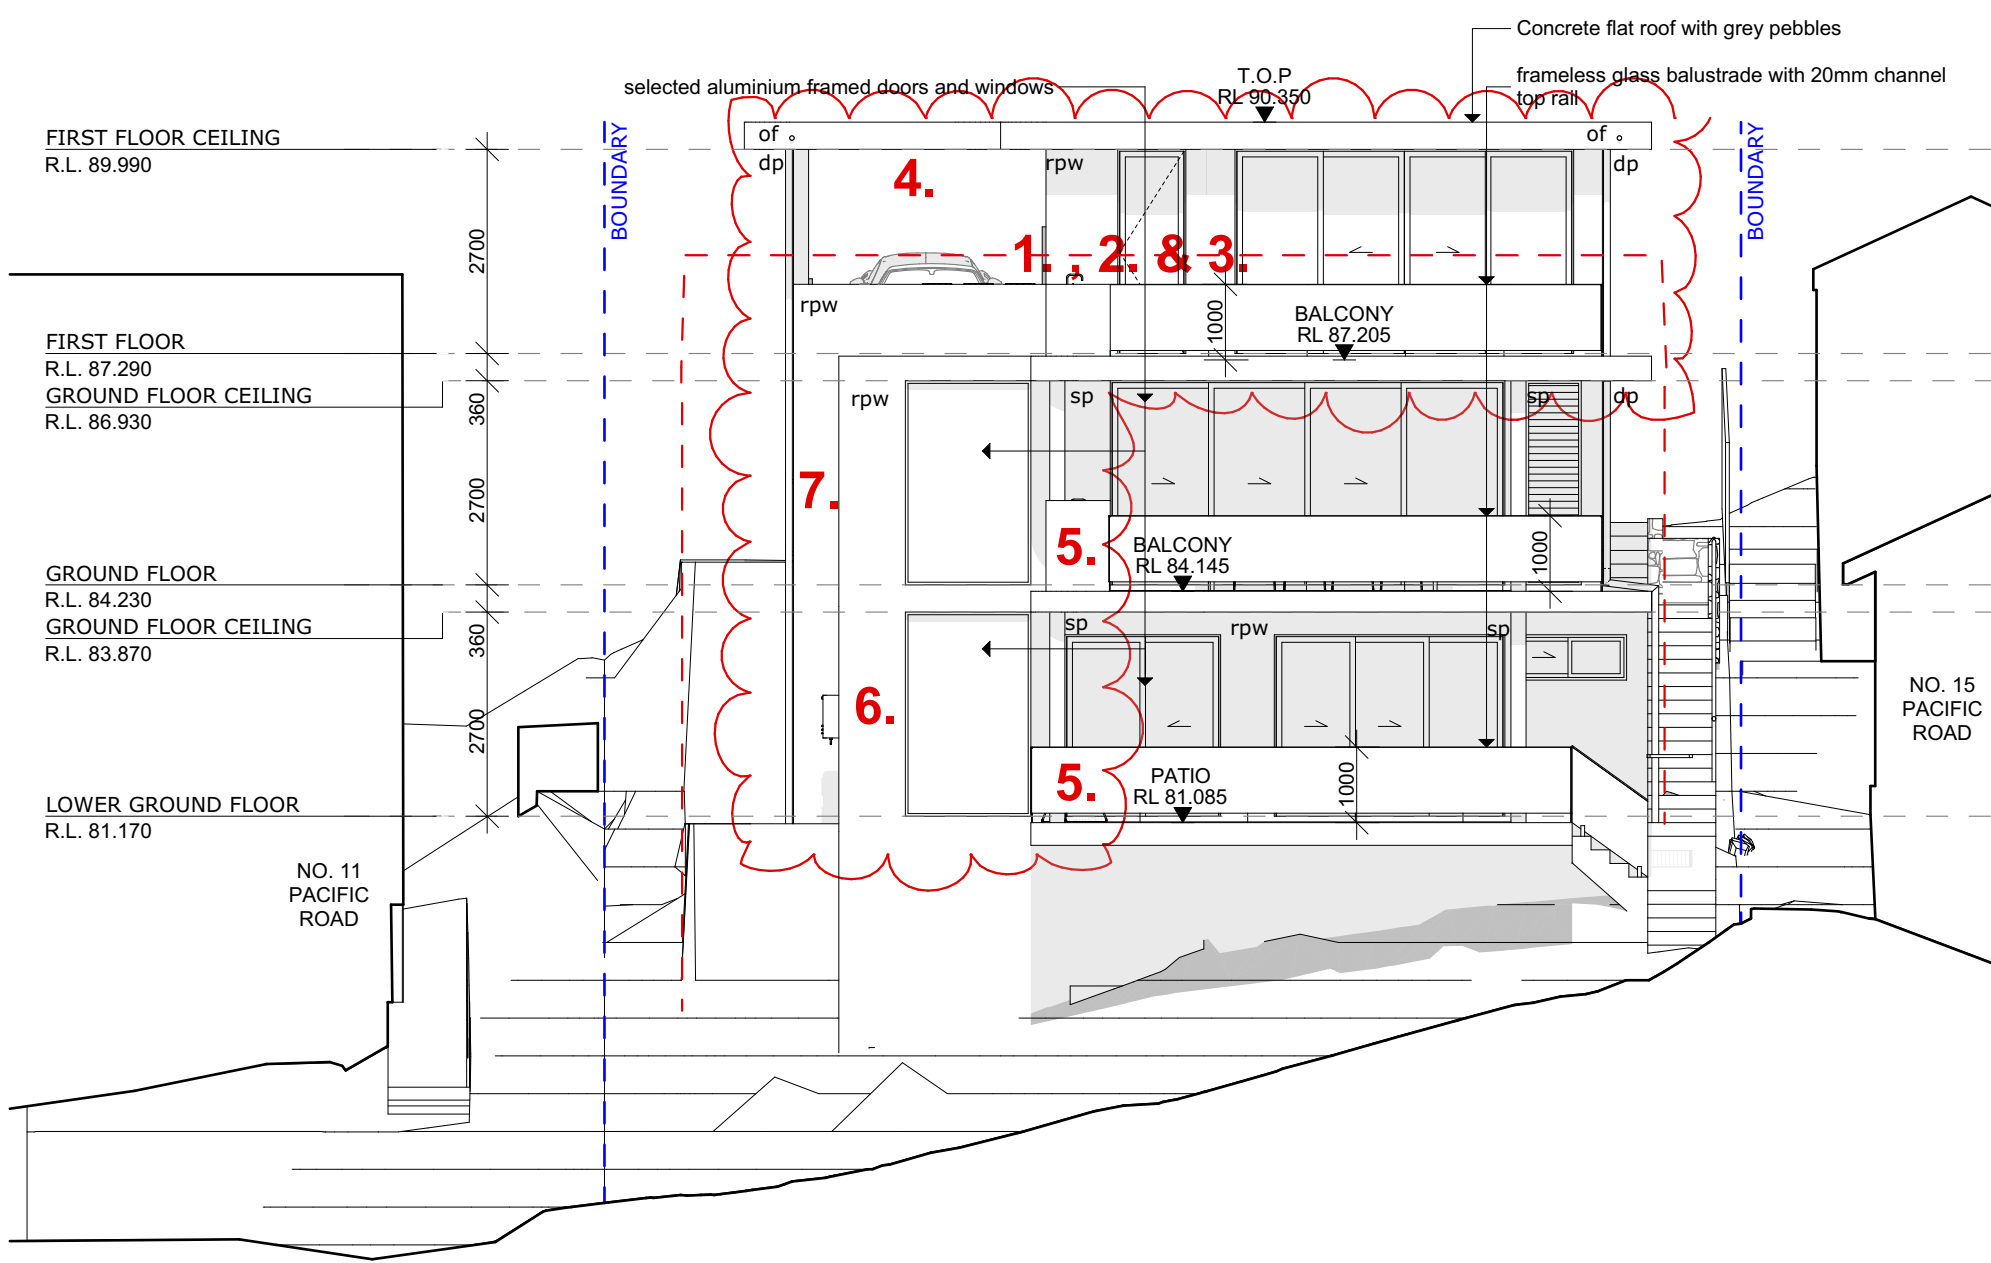 Concrete flat roof with grey pebbles
selected aluminium framed doors and windows
T.O.P
RL 90.350
frameless glass balustrade with 20mm channel
top rail
FIRST FLOOR CEILING
R.L. 89.990
BOUNDARY
of
of
BOUNDARY
dp
4.
rpw
dp
2700
1. , 2. & 3.
rpw
1000
BALCONY
RL 87.205
FIRST FLOOR
R.L. 87.290
GROUND FLOOR CEILING
R.L. 86.930
360
rpw
sp
sp
dp
2700
7.
5.
BALCONY
RL 84.145
1000
GROUND FLOOR
R.L. 84.230
GROUND FLOOR CEILING
R.L. 83.870
360
sp
rpw
sp
2700
6.
NO. 15
PACIFIC
ROAD
5.
PATIO
RL 81.085
1000
LOWER GROUND FLOOR
R.L. 81.170
NO. 11
PACIFIC
ROAD